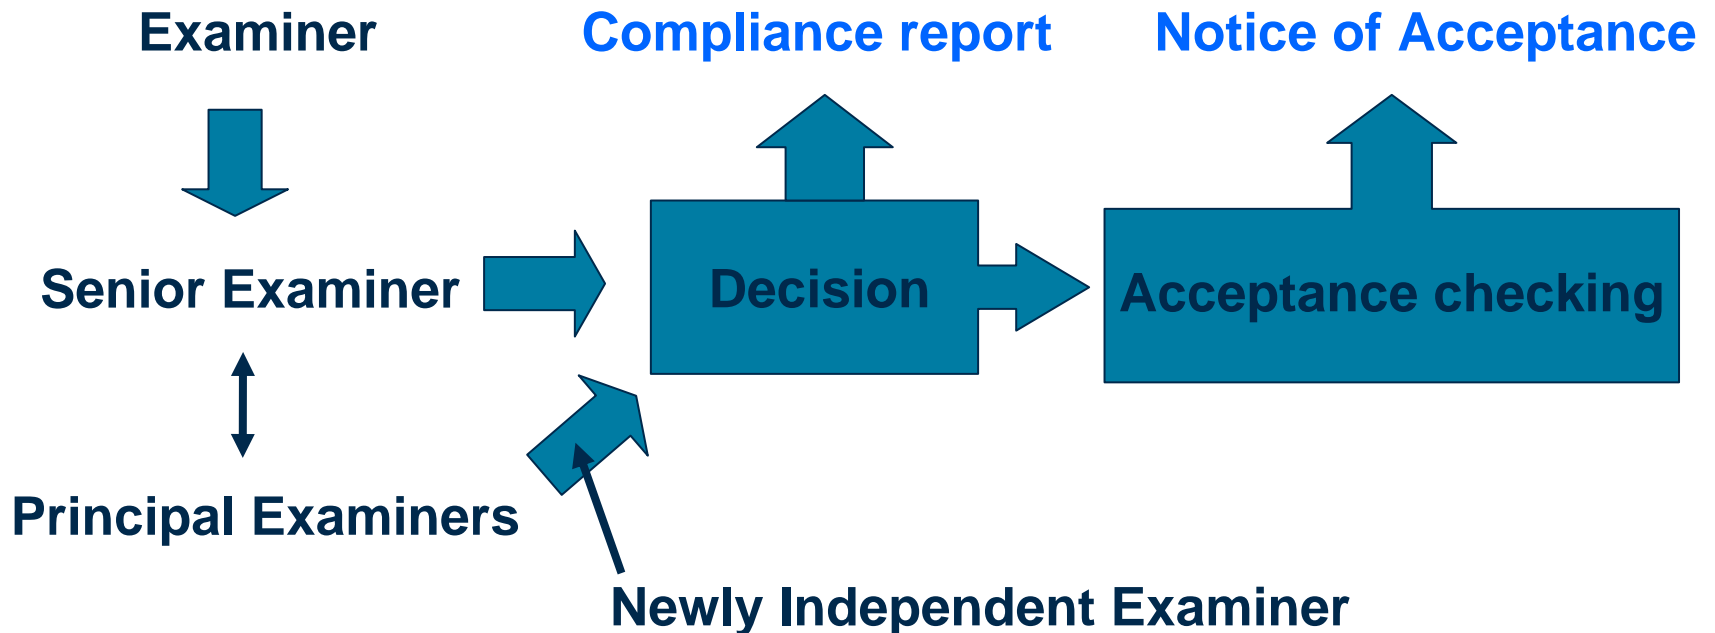 Examiner
Compliance report
Notice of Acceptance
Senior Examiner
Decision
Acceptance checking
Principal Examiners
Newly Independent Examiner